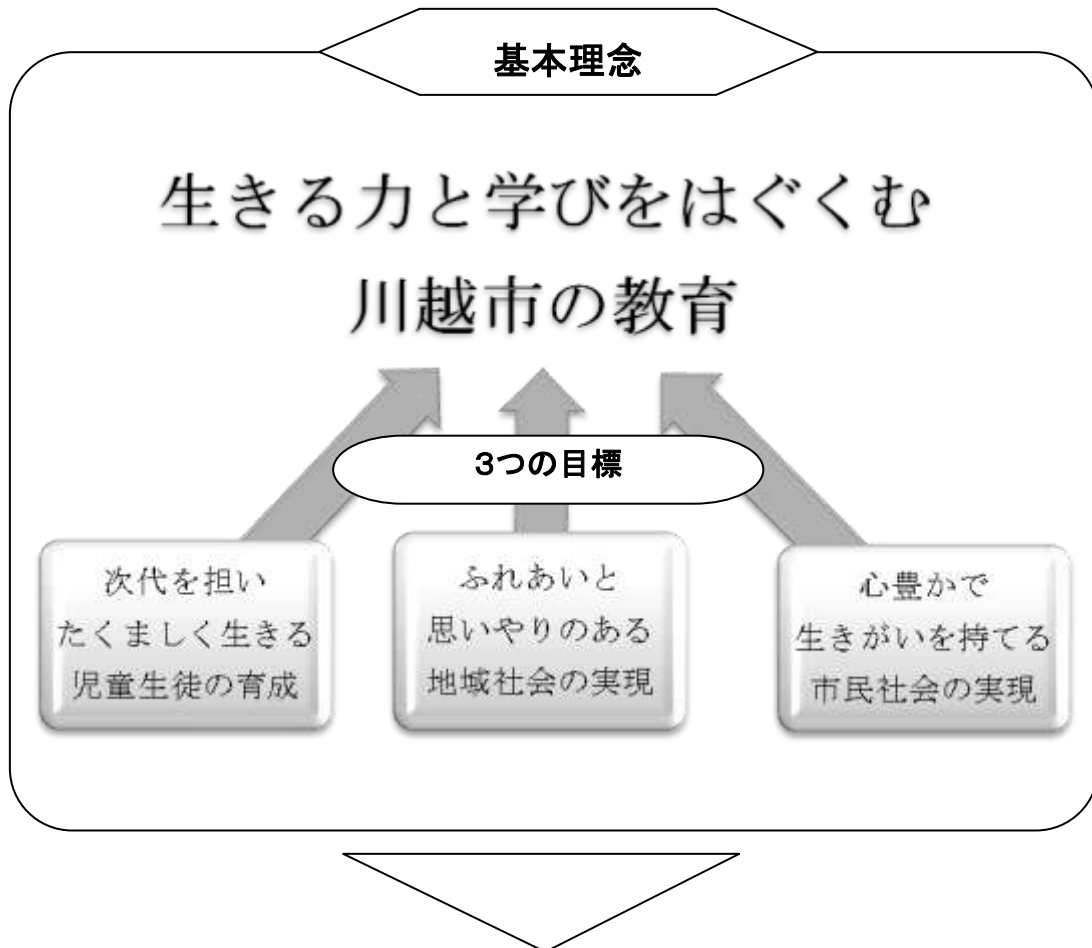 基本理念
生きる力と学びをはぐくむ
川越市の教育
3つの目標
次代を担い
たくましく生きる
児童生徒の育成
ふれあいと
思いやりのある
地域社会の実現
心豊かで
生きがいを持てる
市民社会の実現